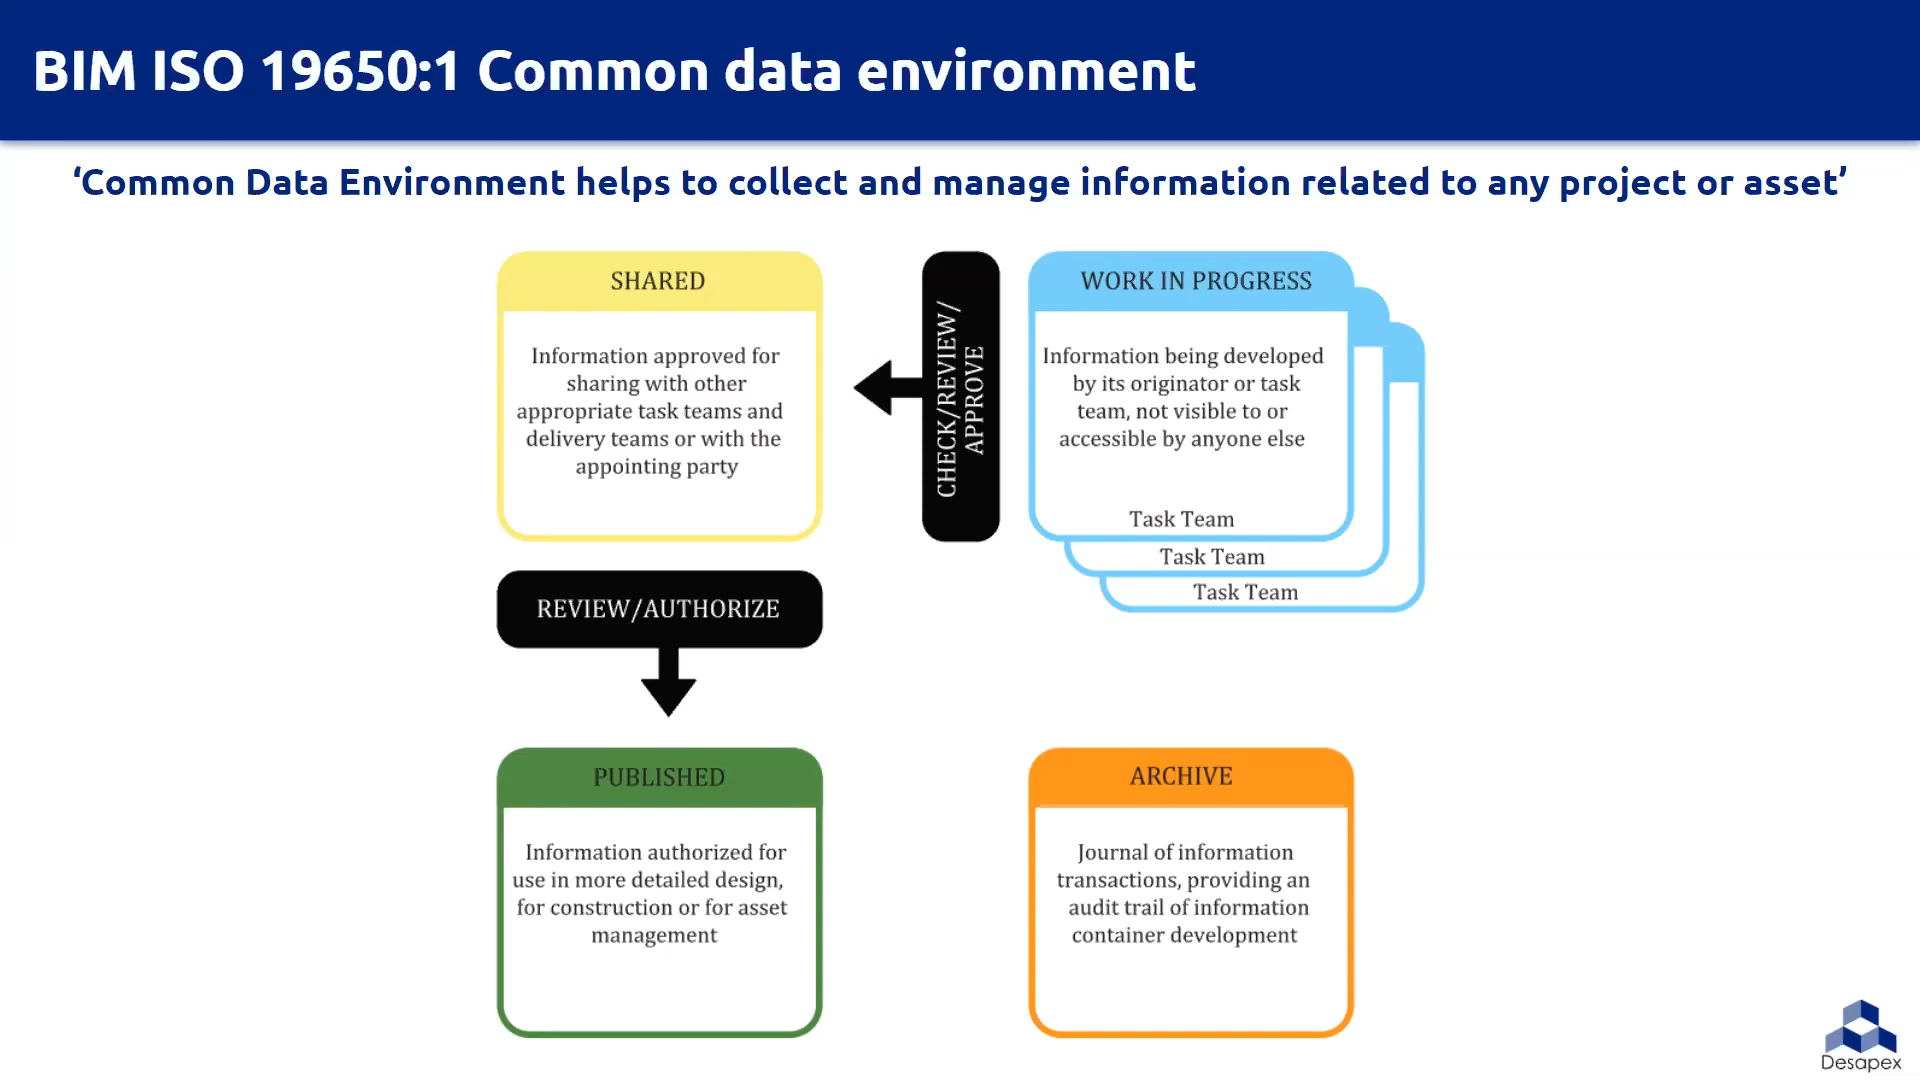 BIM ISO 19650:1 Common data environment
‘Common Data Environment helps to collect and manage information related to any project or asset’
SHARED
Information approved for
sharing with other
appropriate task teams and
delivery teams or with the
appointing party
CHECK/REVIEW/
APPROVE
WORK IN PROGRESS
Information being developed
by its originator or task
team, not visible to or
accessible by anyone else
Task Team
Task Team
Task Team
REVIEW/AUTHORIZE
PUBLISHED
Information authorized for
use in more detailed design,
for construction or for asset
management
ARCHIVE
Journal of information
transactions, providing an
audit trail of information
container development
Desapex